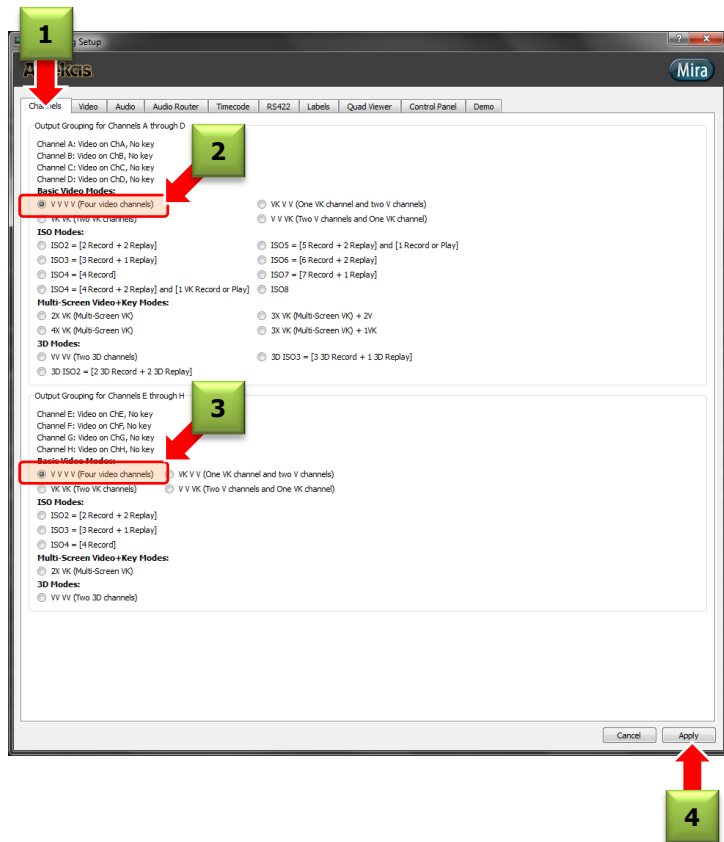 1
g Setup
Mira
Video Audio Audio Router Timecode RS422 Labels Quad Viewer Control Panel Demo
Output Grouping for Channels A through D
Channel A: Video on ChA, No key
Channel B: Video on ChB, No key
Channel C: Video on ChC, No key
Channel D: Video on ChD, No key
2
Basic Video Modes:
V V V V (Four video channels) VK V V (One VK channel and two V channels)
VK VK (Two VK channels) V V VK (Two V channels and One VK channel)
ISO Modes:
ISO2 = [2 Record + 2 Replay] ISO5 = [5 Record + 2 Replay] and [1 Record or Play]
ISO3 = [3 Record + 1 Replay] ISO6 = [6 Record + 2 Replay]
ISO4 = [4 Record] ISO7 = [7 Record + 1 Replay]
ISO4 = [4 Record + 2 Replay] and [1 VK Record or Play] ISO8
Multi-Screen Video+Key Modes:
2X VK (Multi-Screen VK) 3X VK (Multi-Screen VK) + 2V
4X VK (Multi-Screen VK) 3X VK (Multi-Screen VK) + 1VK
3D Modes:
VV VV (Two 3D channels) 3D ISO3 = [3 3D Record + 1 3D Replay]
3D ISO2 = [2 3D Record + 2 3D Replay]
Output Grouping for Channels E through H
3
Channel E: Video on ChE, No key
Channel F: Video on ChF, No key
Channel G: Video on ChG, No key
Channel H: Video on ChH, No key
Basic Video Modes:
V V V V (Four video channels) VK V V (One VK channel and two V channels)
VK VK (Two VK channels) V V VK (Two V channels and One VK channel)
ISO Modes:
ISO2 = [2 Record + 2 Replay]
ISO3 = [3 Record + 1 Replay]
ISO4 = [4 Record]
Multi-Screen Video+Key Modes:
2X VK (Multi-Screen VK)
3D Modes:
VV VV (Two 3D channels)
Cancel Apply
4